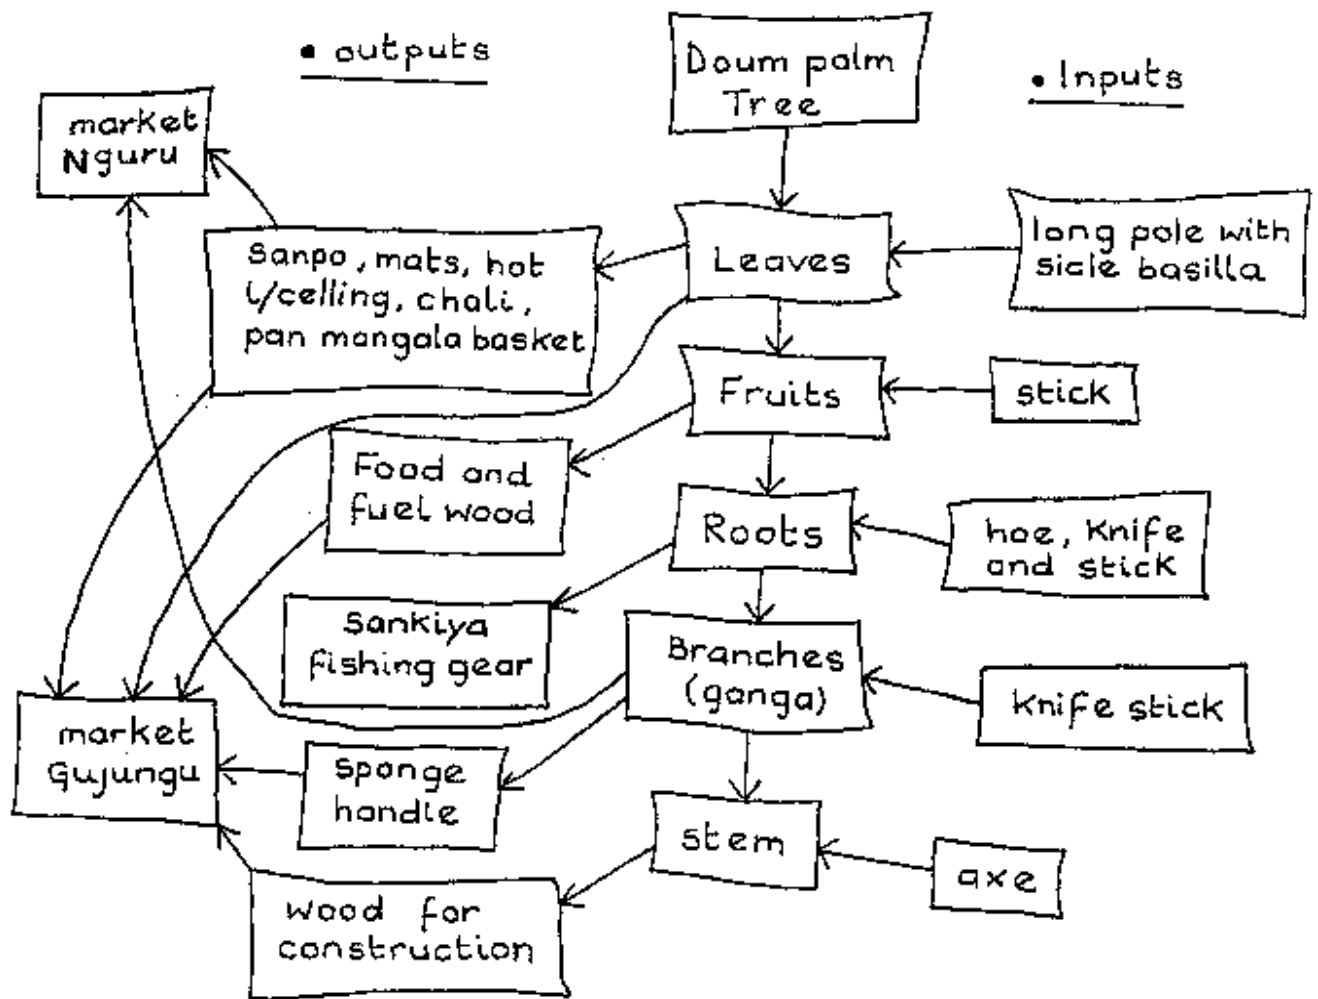 • outputs
Doum palm
Tree
• Inputs
market
Nguru
long pole with
sicle basilla
Leaves
Sanpo, mats, hot
l/celling, chali,
pan mangala basket
Fruits
stick
Food and
fuel wood
Roots
hoe, Knife
and stick
Sankiya
fishing gear
Branches
(ganga)
Knife stick
market
Gujungu
Sponge
handle
stem
axe
Wood for
construction